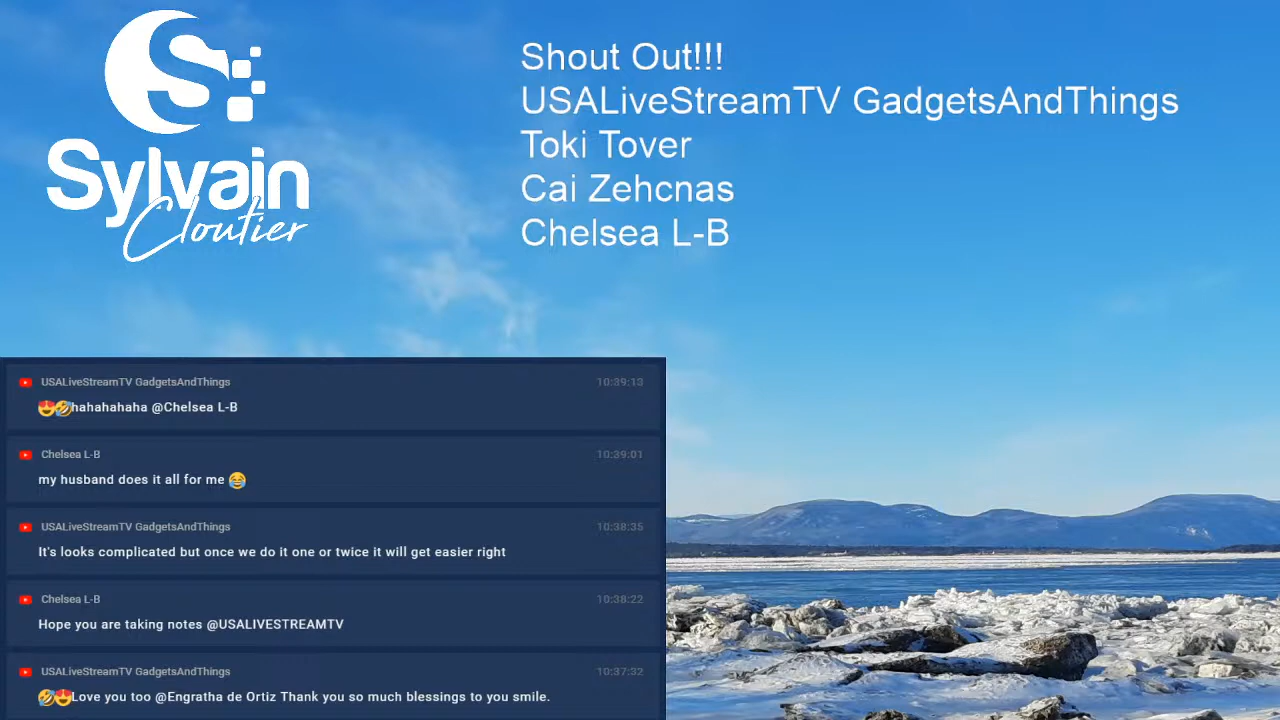 S
Sylvain
Cloutier
Shout Out!!!
USALiveStreamTV GadgetsAndThings
Toki Tover
Cai Zehcnas
Chelsea L-B
USALiveStreamTV GadgetsAndThings 10:39:13
😍🤣hahahahaha @Chelsea L-B
Chelsea L-B 10:39:01
my husband does it all for me 😂
USALiveStreamTV GadgetsAndThings 10:38:35
It's looks complicated but once we do it one or twice it will get easier right
Chelsea L-B 10:38:22
Hope you are taking notes @USALIVESTREAMTV
USALiveStreamTV GadgetsAndThings 10:37:32
🤣😍Love you too @Engratha de Ortiz Thank you so much blessings to you smile.